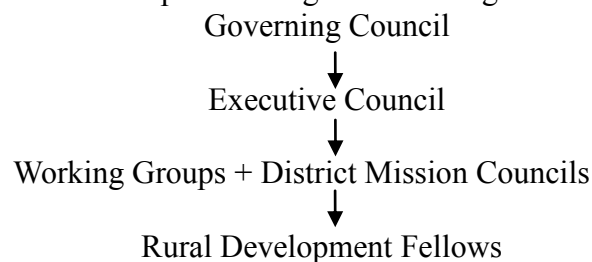 Governing Council
Executive Council
Working Groups + District Mission Councils
Rural Development Fellows